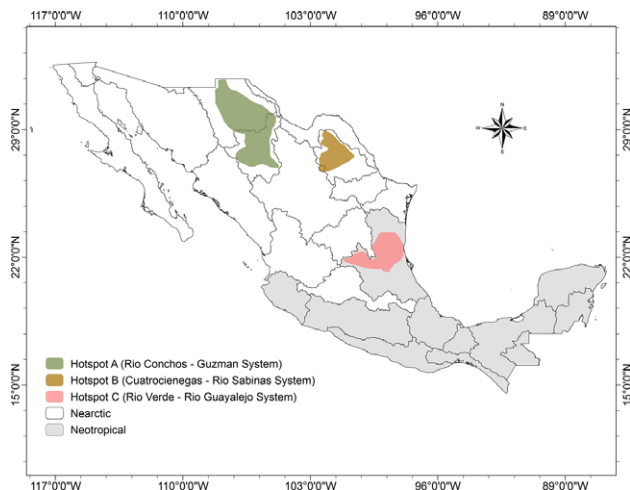 117°0'0"W 110°0'0"W 103°0'0"W 96°0'0"W 89°0'0"W
29°0'0"N 29°0'0"N
22°0'0"N 22°0'0"N
15°0'0"N 15°0'0"N
N
W E
S
Hotspot A (Rio Conchos - Guzman System)
Hotspot B (Cuatrocienegas - Rio Sabinas System)
Hotspot C (Rio Verde - Rio Guayalejo System)
Nearctic
Neotropical
117°0'0"W 110°0'0"W 103°0'0"W 96°0'0"W 89°0'0"W